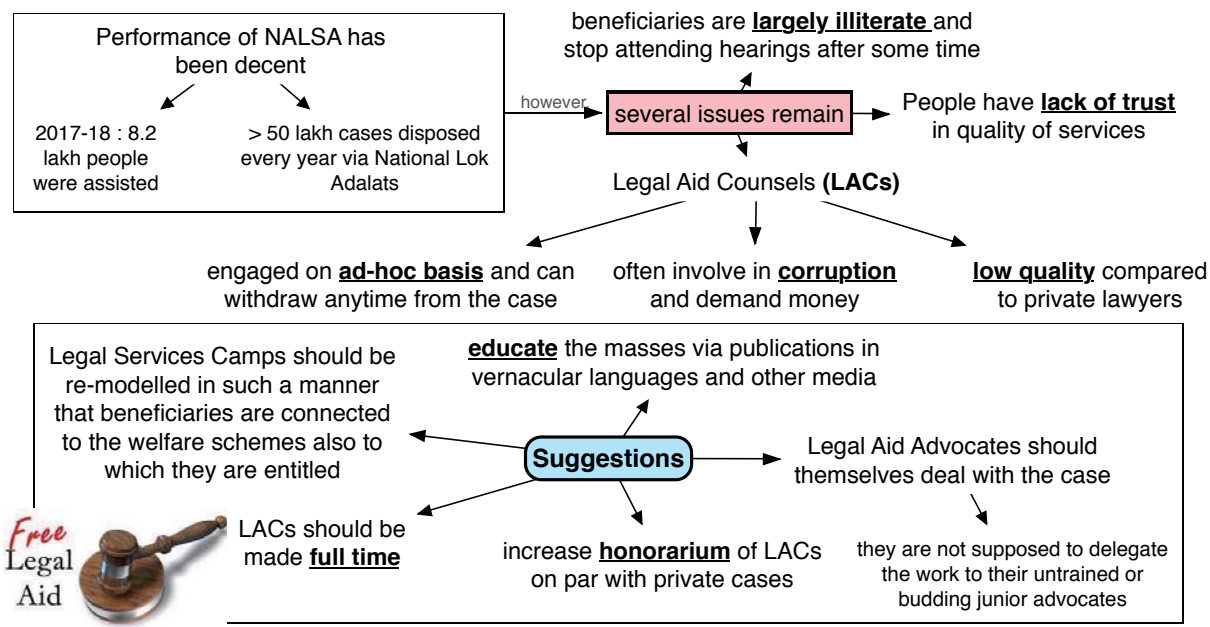 Performance of NALSA has
been decent
2017-18 : 8.2
lakh people
were assisted
> 50 lakh cases disposed
every year via National Lok
Adalats
however
several issues remain
beneficiaries are largely illiterate and
stop attending hearings after some time
People have lack of trust
in quality of services
Legal Aid Counsels (LACs)
engaged on ad-hoc basis and can
withdraw anytime from the case
often involve in corruption
and demand money
low quality compared
to private lawyers
Suggestions
Legal Services Camps should be
re-modelled in such a manner
that beneficiaries are connected
to the welfare schemes also to
which they are entitled
educate the masses via publications in
vernacular languages and other media
Legal Aid Advocates should
themselves deal with the case
they are not supposed to delegate
the work to their untrained or
budding junior advocates
increase honorarium of LACs
on par with private cases
LACs should be
made full time
Free
Legal
Aid